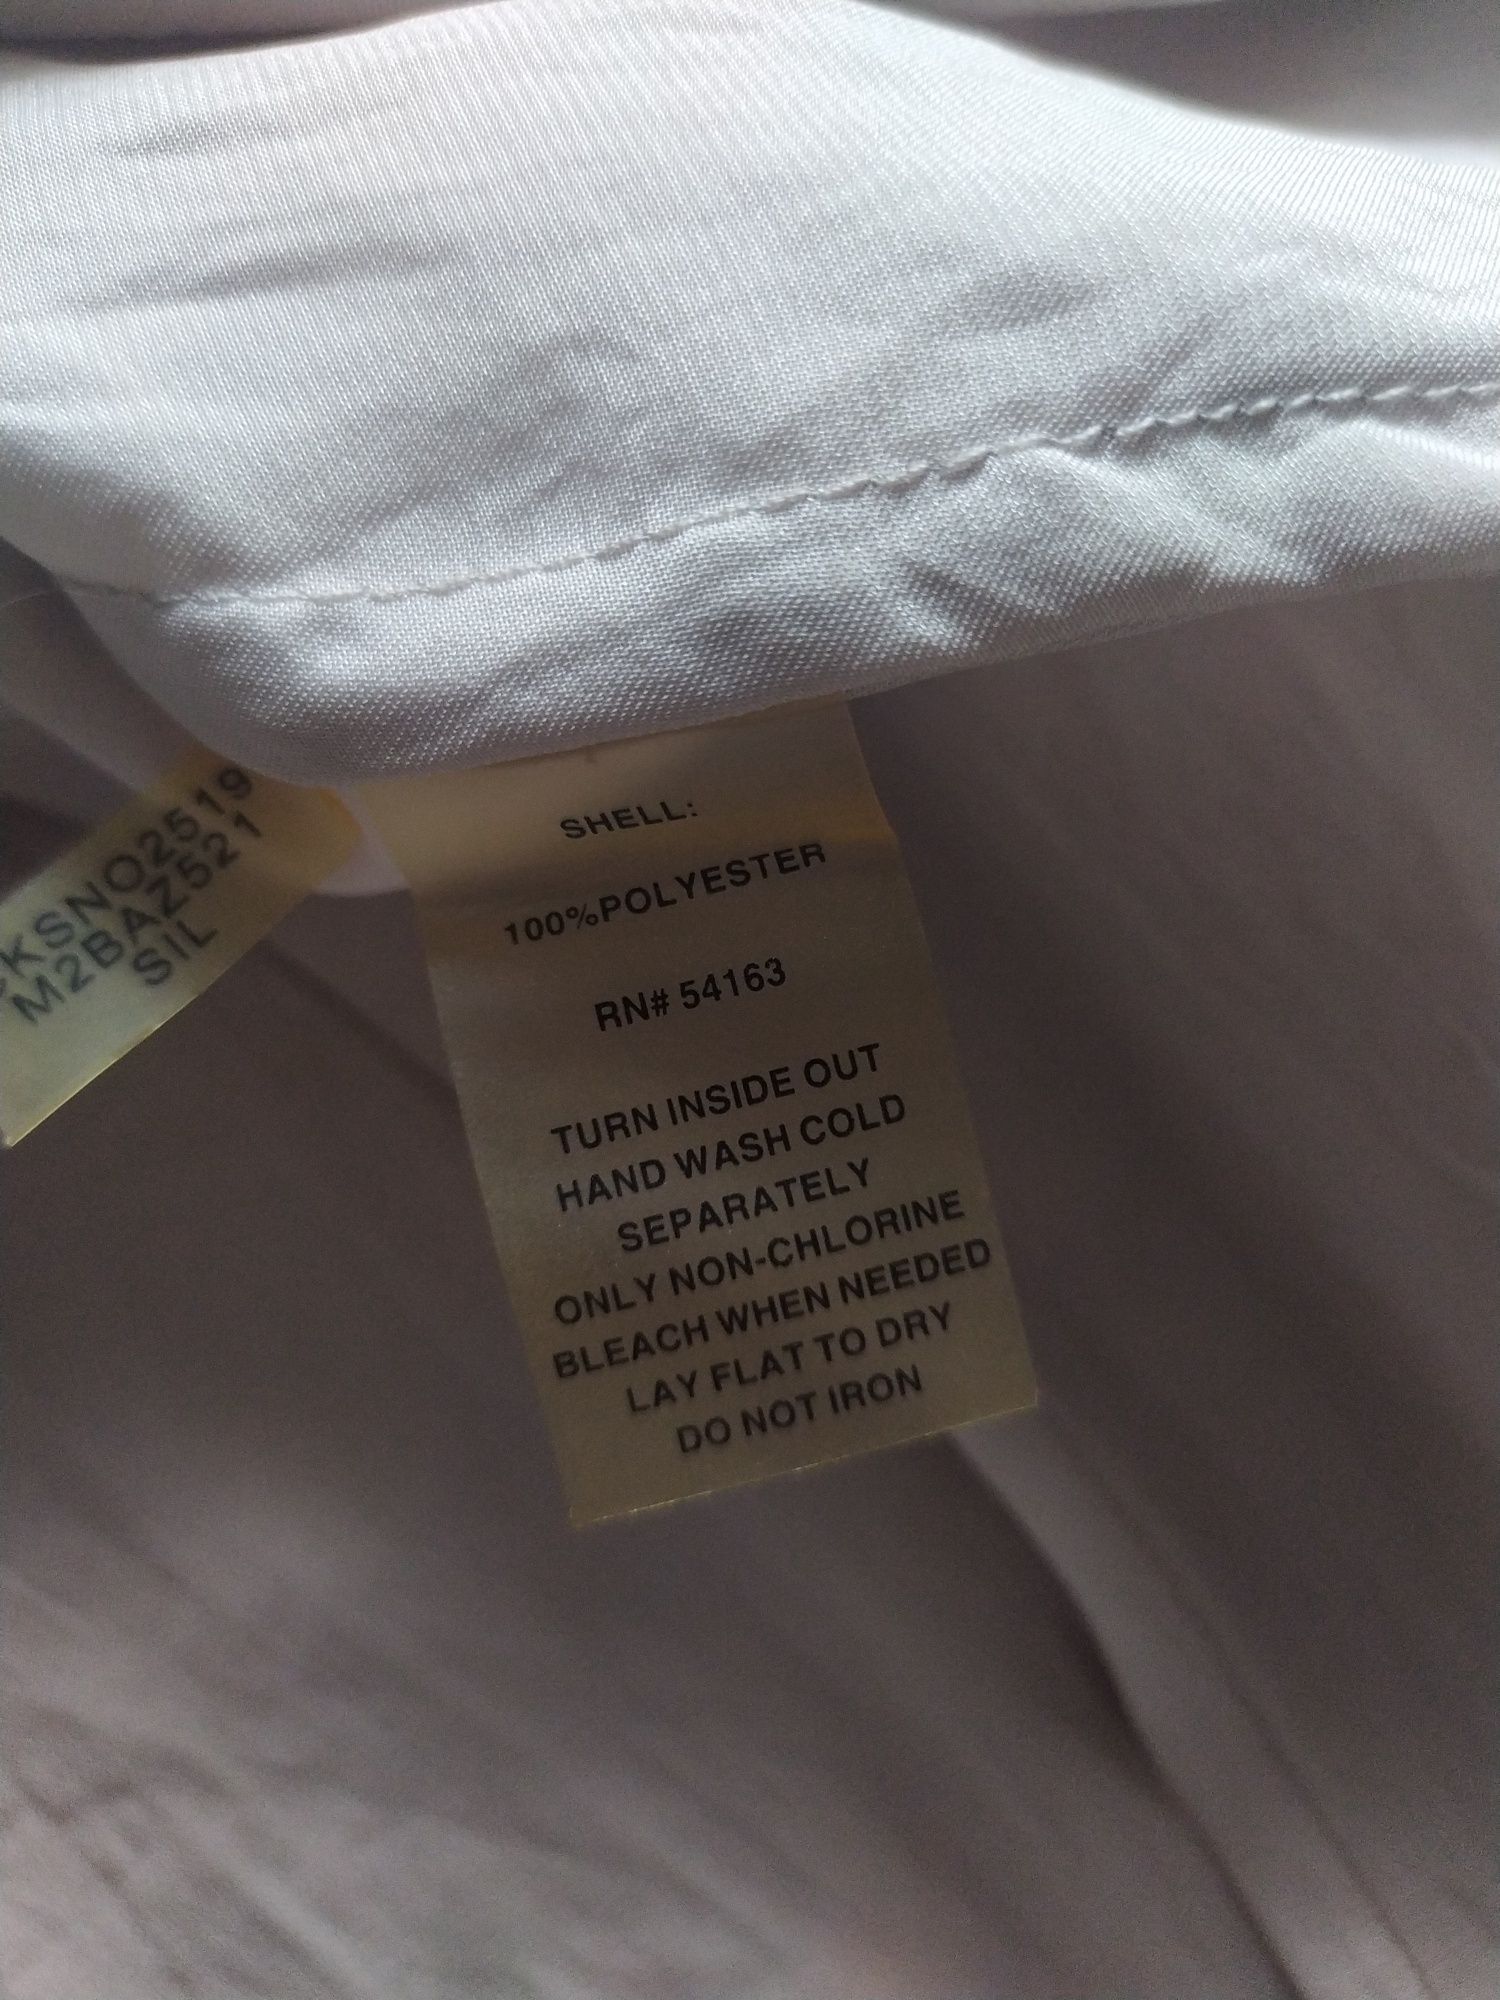 M2BAZ521
SIL
SHELL:
100%POLYESTER
RN# 54163
TURN INSIDE OUT
HAND WASH COLD
SEPARATELY
ONLY NON-CHLORINE
BLEACH WHEN NEEDED
LAY FLAT TO DRY
DO NOT IRON